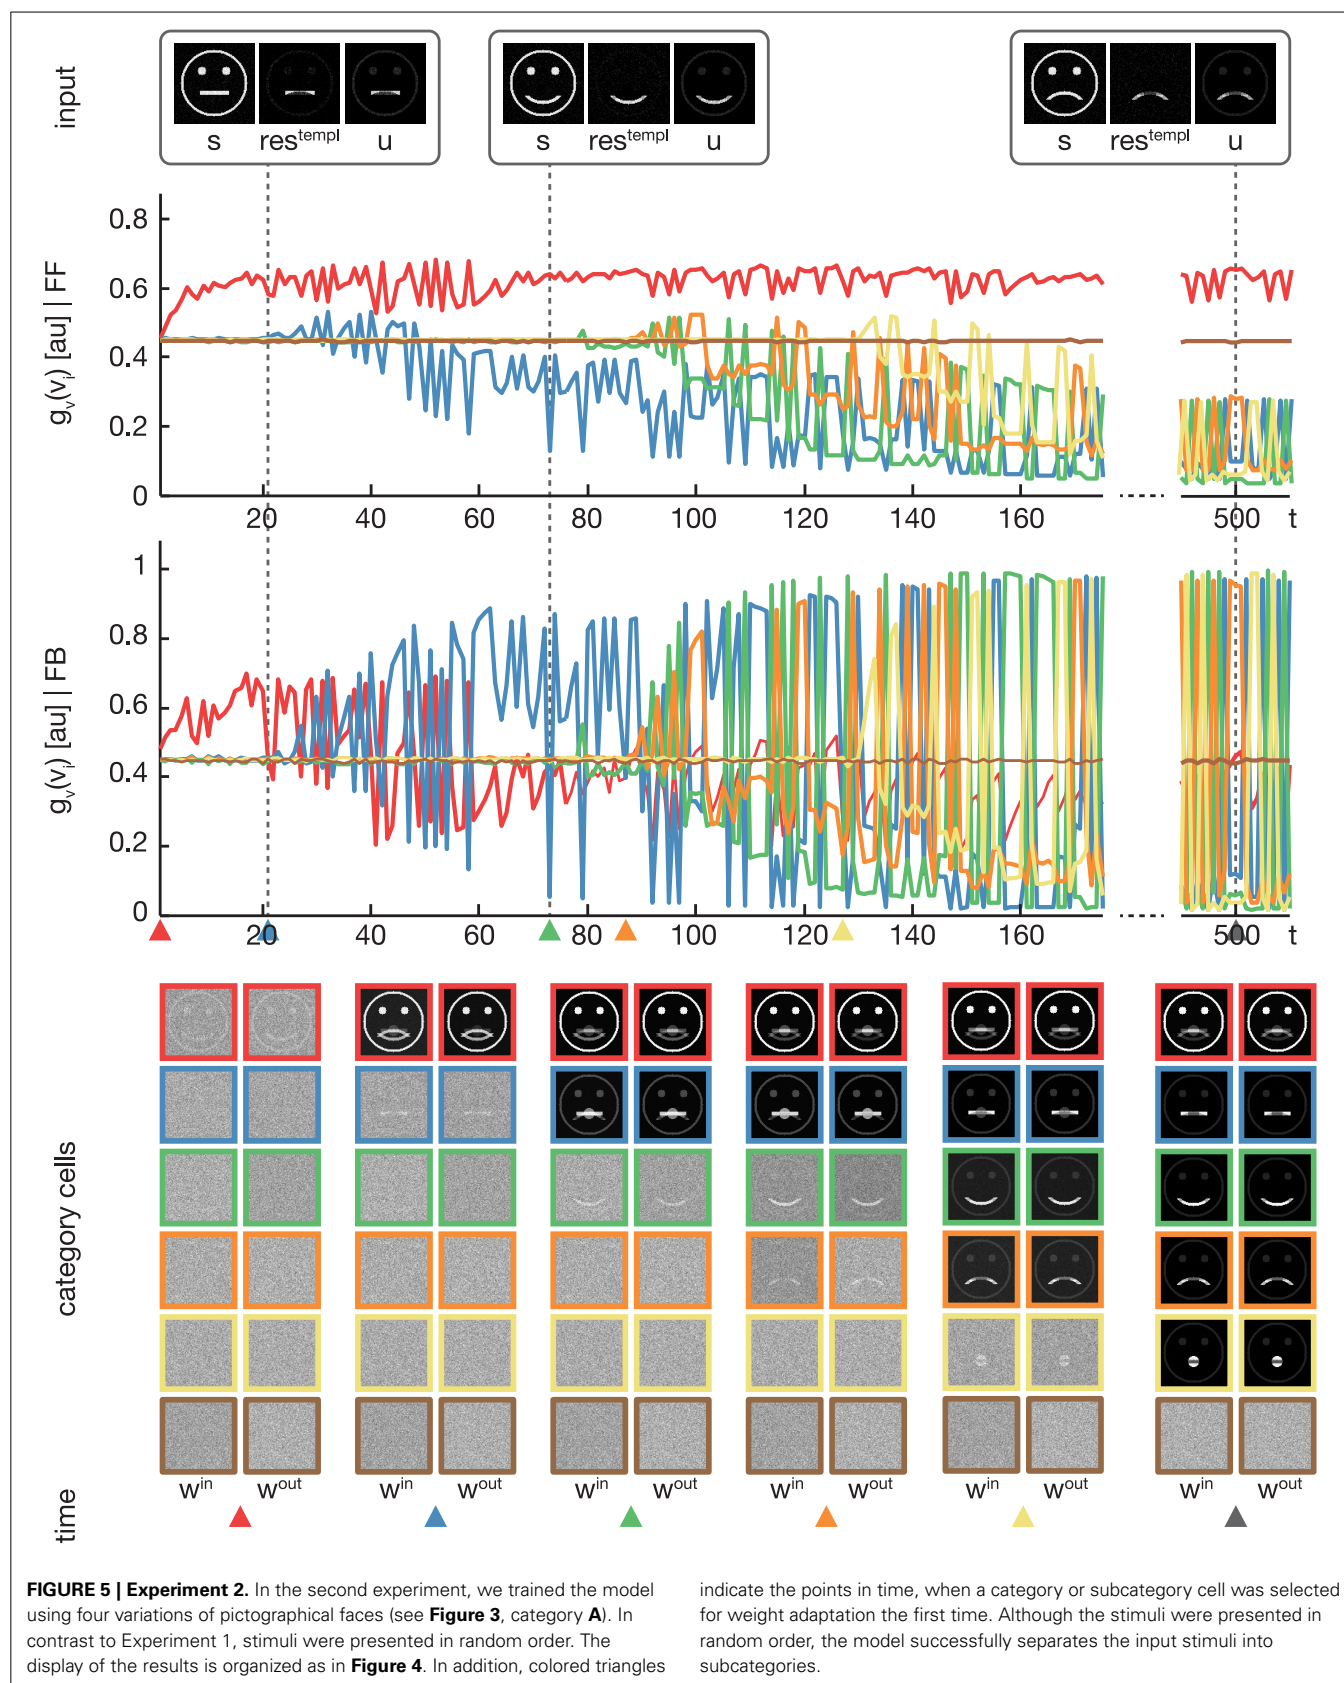 input
s res^templ u
s res^templ u
s res^templ u
g_v(v_i) [au] | FF
0.8
0.6
0.4
0.2
0
20 40 60 80 100 120 140 160 500 t
g_v(v_i) [au] | FB
1
0.8
0.6
0.4
0.2
0
20 40 60 80 100 120 140 160 500 t
category cells
w^in w^out w^in w^out w^in w^out w^in w^out w^in w^out w^in w^out
time
FIGURE 5 | Experiment 2. In the second experiment, we trained the model
using four variations of pictographical faces (see Figure 3, category A). In
contrast to Experiment 1, stimuli were presented in random order. The
display of the results is organized as in Figure 4. In addition, colored triangles
indicate the points in time, when a category or subcategory cell was selected
for weight adaptation the first time. Although the stimuli were presented in
random order, the model successfully separates the input stimuli into
subcategories.